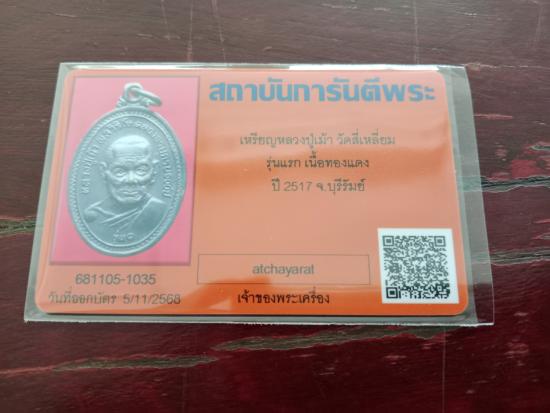 สถาบันการันตีพระ
เหรียญหลวงปู่เม้า วัดสี่เหลี่ยม
รุ่นแรก เนื้อทองแดง
ปี 2517 จ.บุรีรัมย์
atchayarat
681105-1035
วันที่ออกบัตร 5/11/2568
เจ้าของพระเครื่อง